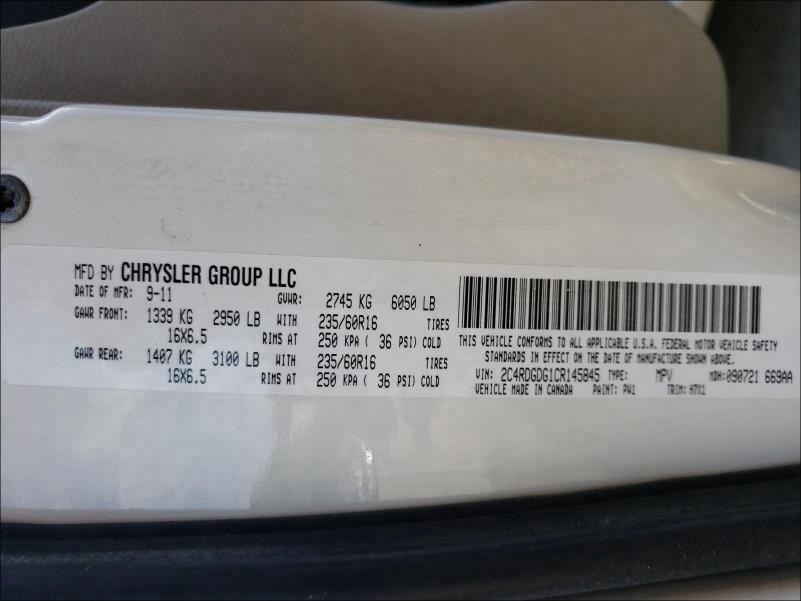 MFD BY CHRYSLER GROUP LLC
DATE OF MFR: 9-11 GVWR: 2745 KG 6050 LB
GAWR FRONT: 1339 KG 2950 LB WITH 235/60R16 TIRES
16X6.5 RIMS AT 250 KPA ( 36 PSI) COLD
GAWR REAR: 1407 KG 3100 LB WITH 235/60R16 TIRES
16X6.5 RIMS AT 250 KPA ( 36 PSI) COLD
THIS VEHICLE CONFORMS TO ALL APPLICABLE U.S.A. FEDERAL MOTOR VEHICLE SAFETY
STANDARDS IN EFFECT ON THE DATE OF MANUFACTURE SHOWN ABOVE.
VIN: 2C4RDGDG1CR145845 TYPE: MPV MDH:090721 669AA
VEHICLE MADE IN CANADA PAINT: PW1 TRIM: H7X1